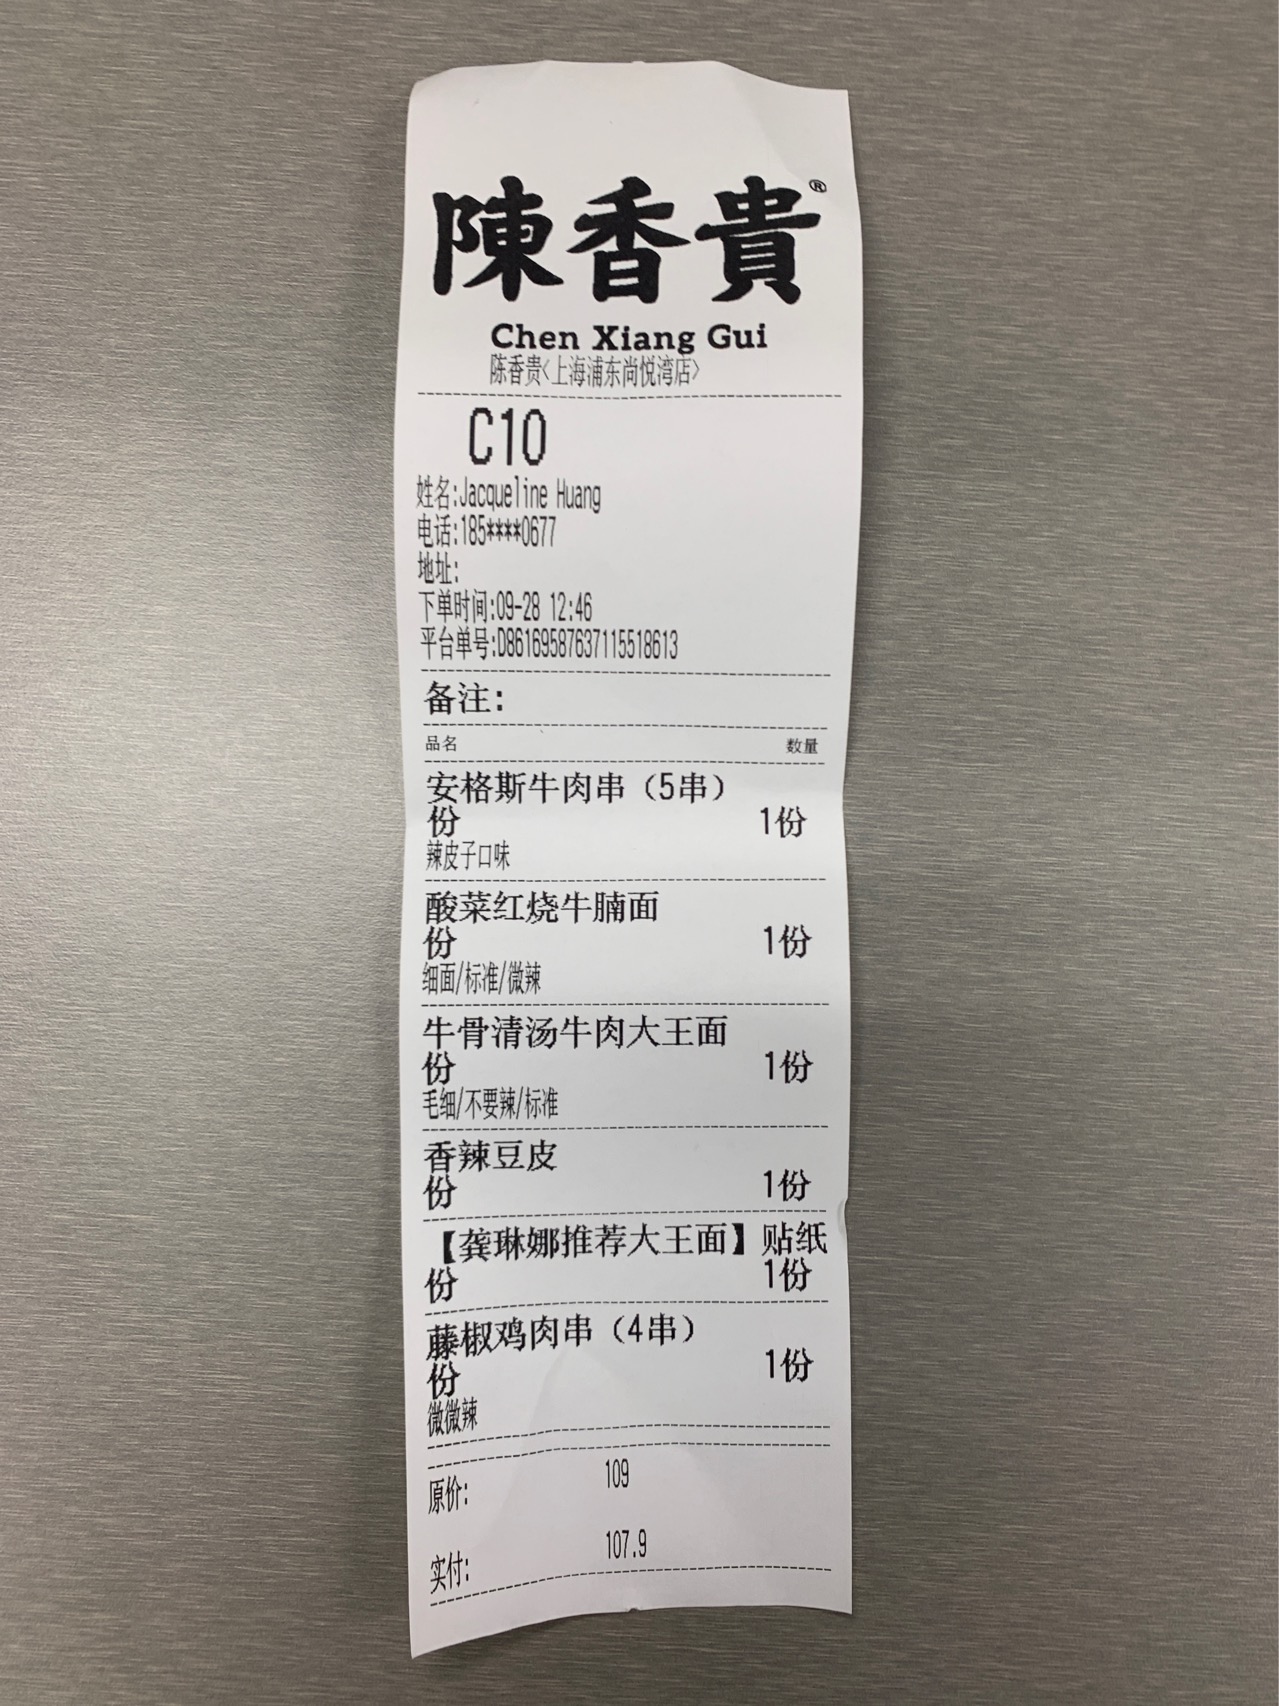 陳香貴®
Chen Xiang Gui
陈香贵<上海浦东尚悦湾店>
C10
姓名:Jacqueline Huang
电话:185****0677
地址:
下单时间:09-28 12:46
平台单号:D86169587637115518613
备注:
品名 数量
安格斯牛肉串（5串）
份 1份
辣皮子口味
酸菜红烧牛腩面
份 1份
细面/标准/微辣
牛骨清汤牛肉大王面
份 1份
毛细/不要辣/标准
香辣豆皮
份 1份
【龚琳娜推荐大王面】贴纸
份 1份
藤椒鸡肉串（4串）
份 1份
微微辣
原价: 109
实付: 107.9